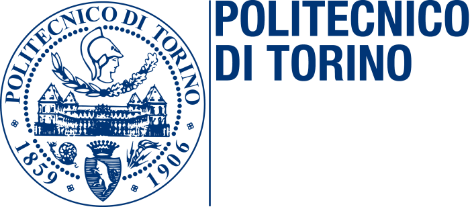 POLITECNICO DI TORINO
1859
1906
POLITECNICO
DI TORINO